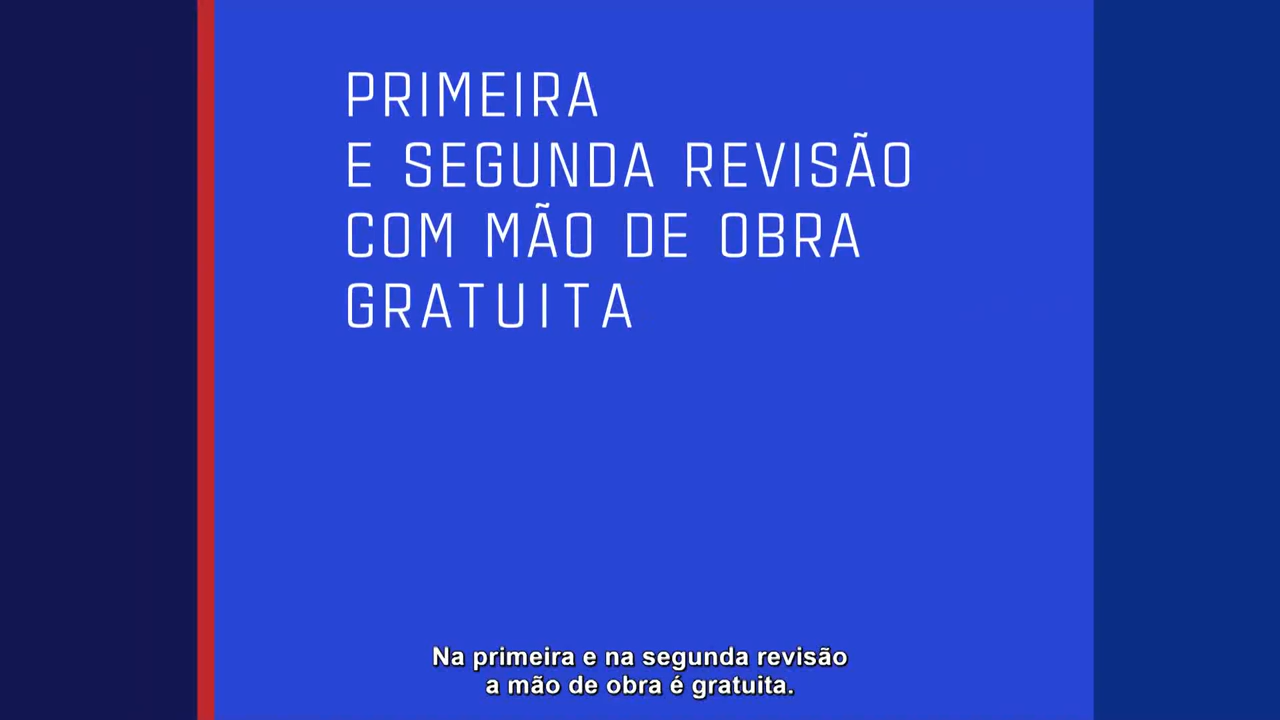 PRIMEIRA
E SEGUNDA REVISÃO
COM MÃO DE OBRA
GRATUITA
Na primeira e na segunda revisão
a mão de obra é gratuita.